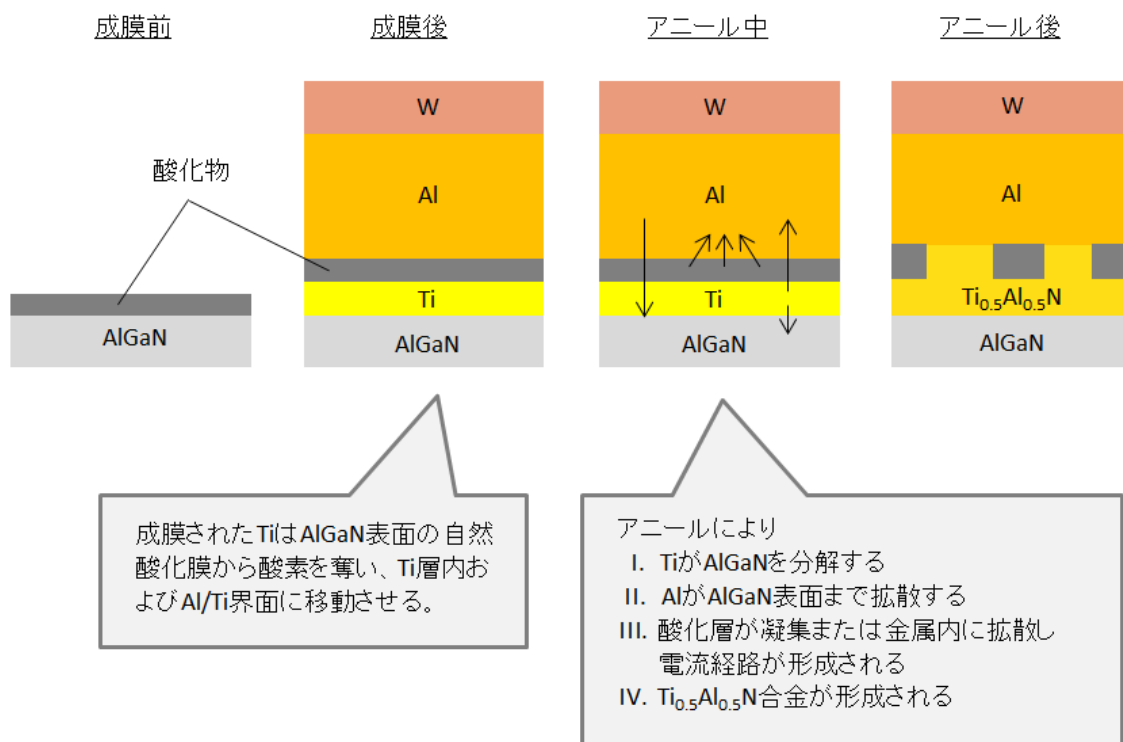 成膜前
成膜後
アニール中
アニール後
酸化物
AlGaN
W
Al
Ti
AlGaN
W
Al
Ti
AlGaN
W
Al
Ti0.5Al0.5N
AlGaN
成膜されたTiはAlGaN表面の自然
酸化膜から酸素を奪い、Ti層内お
よびAl/Ti界面に移動させる。
アニールにより
I. TiがAlGaNを分解する
II. AlがAlGaN表面まで拡散する
III. 酸化層が凝集または金属内に拡散し
電流経路が形成される
IV. Ti0.5Al0.5N合金が形成される